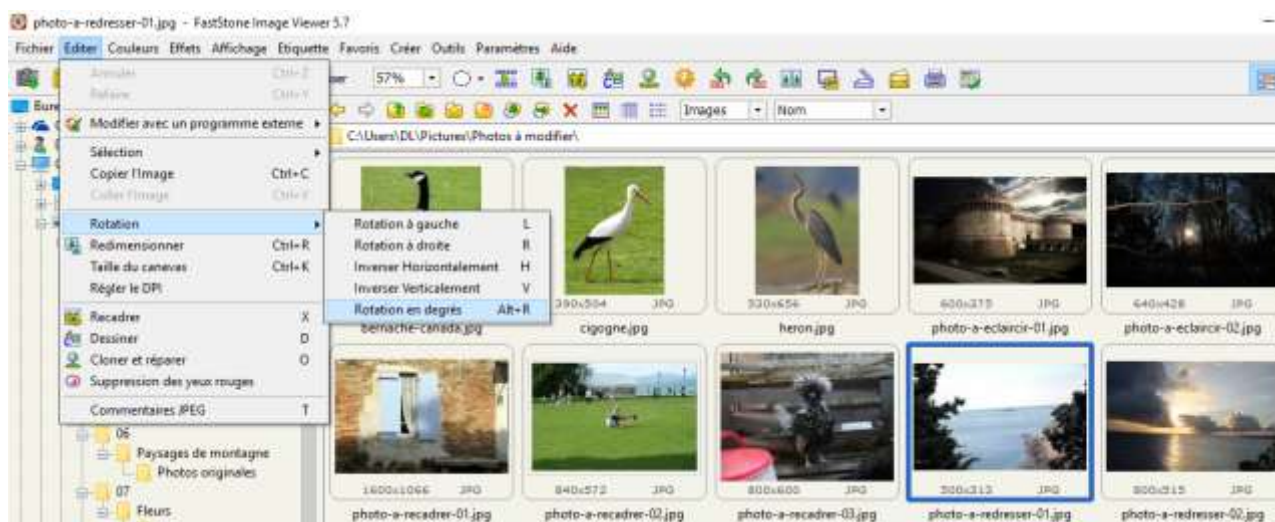 photo-a-redresser-01.jpg - FastStone Image Viewer 5.7
Fichier Editer Couleurs Effets Affichage Etiquette Favoris Créer Outils Paramètres Aide
Annuler Ctrl+Z
Refaire Ctrl+Y
57%
Images Nom
Modifier avec un programme externe
C:\Users\DL\Pictures\Photos à modifier\
Sélection
Copier l'Image Ctrl+C
Coller l'image Ctrl+V
Rotation
Redimensionner Ctrl+R
Taille du canevas Ctrl+K
Régler le DPI
Recadrer X
Dessiner D
Cloner et réparer O
Suppression des yeux rouges
Commentaires JPEG T
Rotation à gauche L
Rotation à droite R
Inverser Horizontalement H
Inverser Verticalement V
Rotation en degrés Alt+R
390x504 JPG
JPG
600x375 JPG
640x428 JPG
bernache-canada.jpg
cigogne.jpg
heron.jpg
photo-a-eclaircir-01.jpg
photo-a-eclaircir-02.jpg
06
Paysages de montagne
Photos originales
07
Fleurs
1600x1066 JPG
840x572 JPG
800x600 JPG
500x313 JPG
800x515 JPG
photo-a-recadrer-01.jpg
photo-a-recadrer-02.jpg
photo-a-recadrer-03.jpg
photo-a-redresser-01.jpg
photo-a-redresser-02.jpg